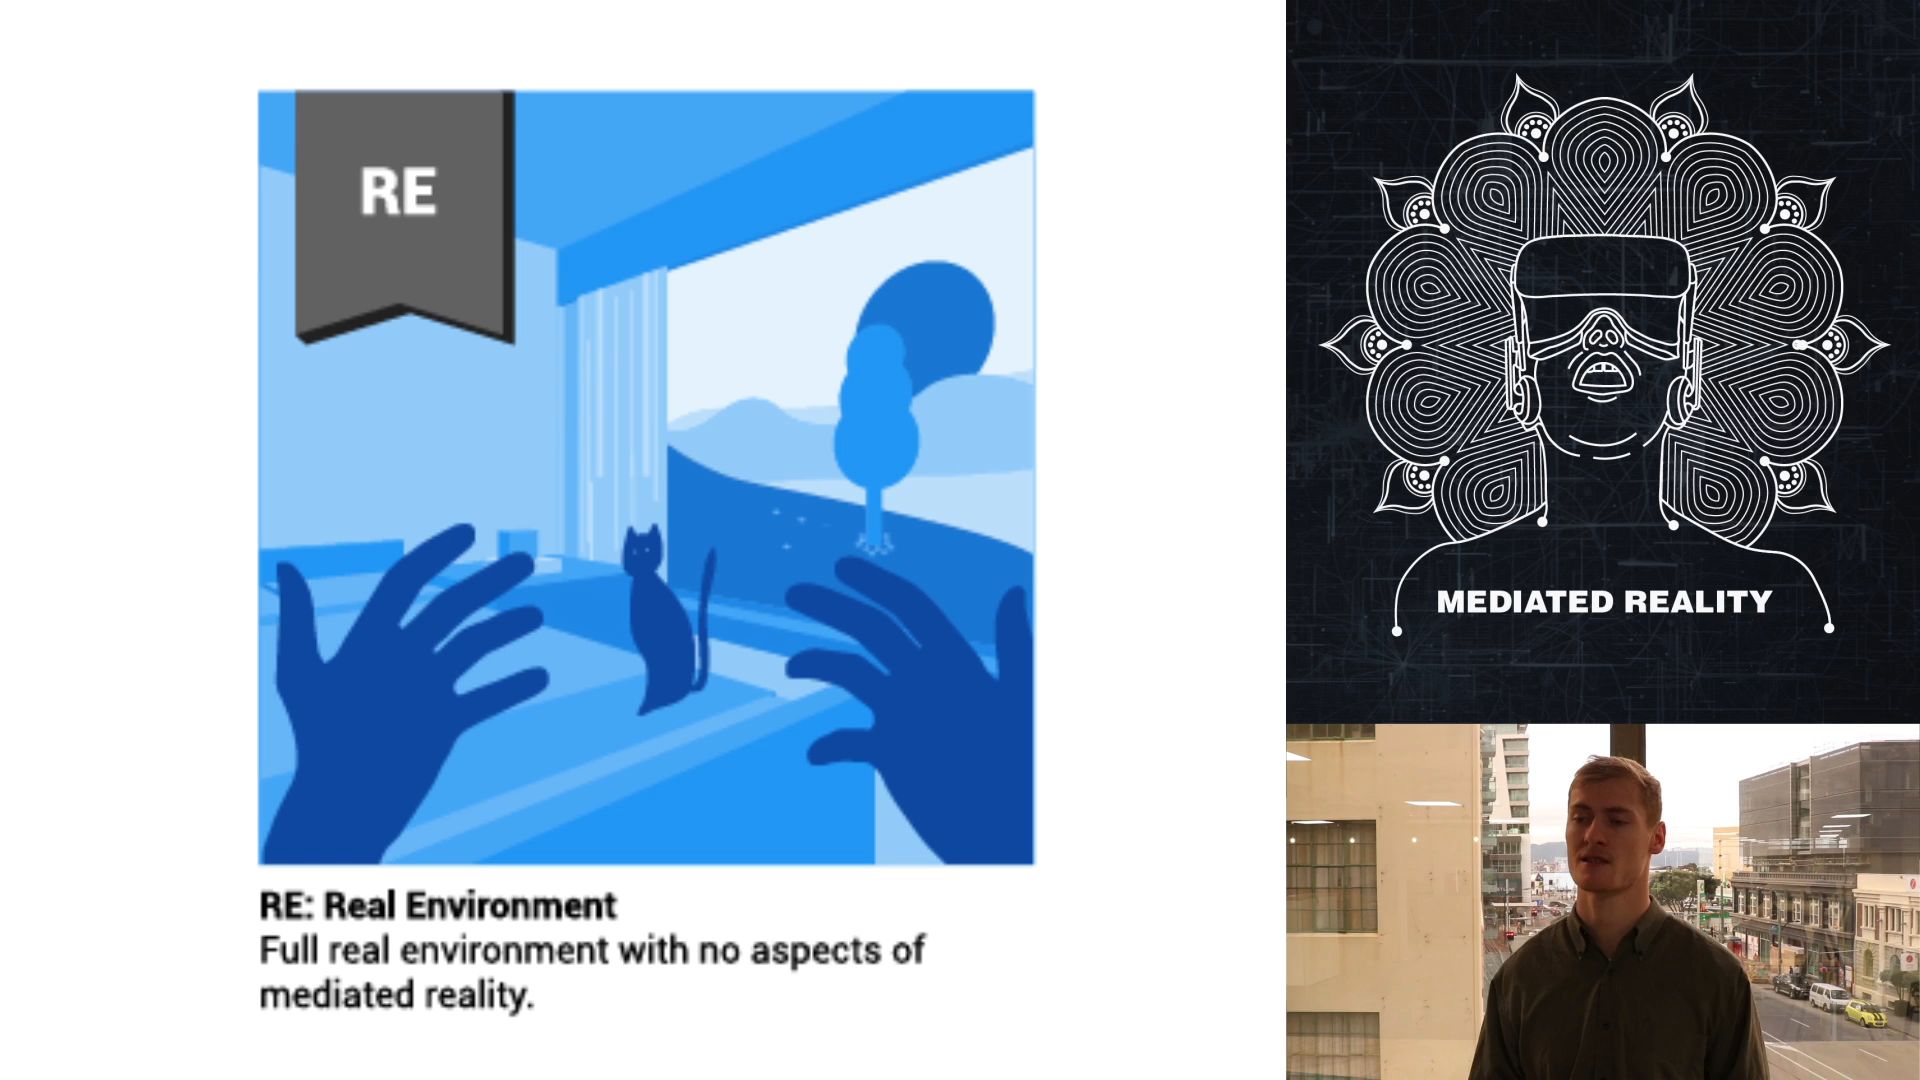 RE
RE: Real Environment
Full real environment with no aspects of
mediated reality.
MEDIATED REALITY